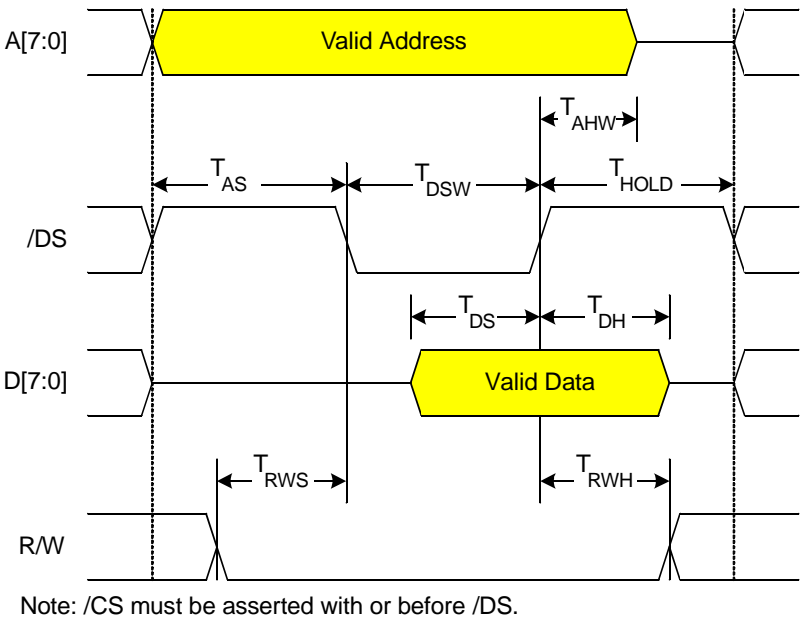 A[7:0]
Valid Address
TAHW
TAS
TDSW
THOLD
/DS
TDS
TDH
D[7:0]
Valid Data
TRWS
TRWH
R/W
Note: /CS must be asserted with or before /DS.